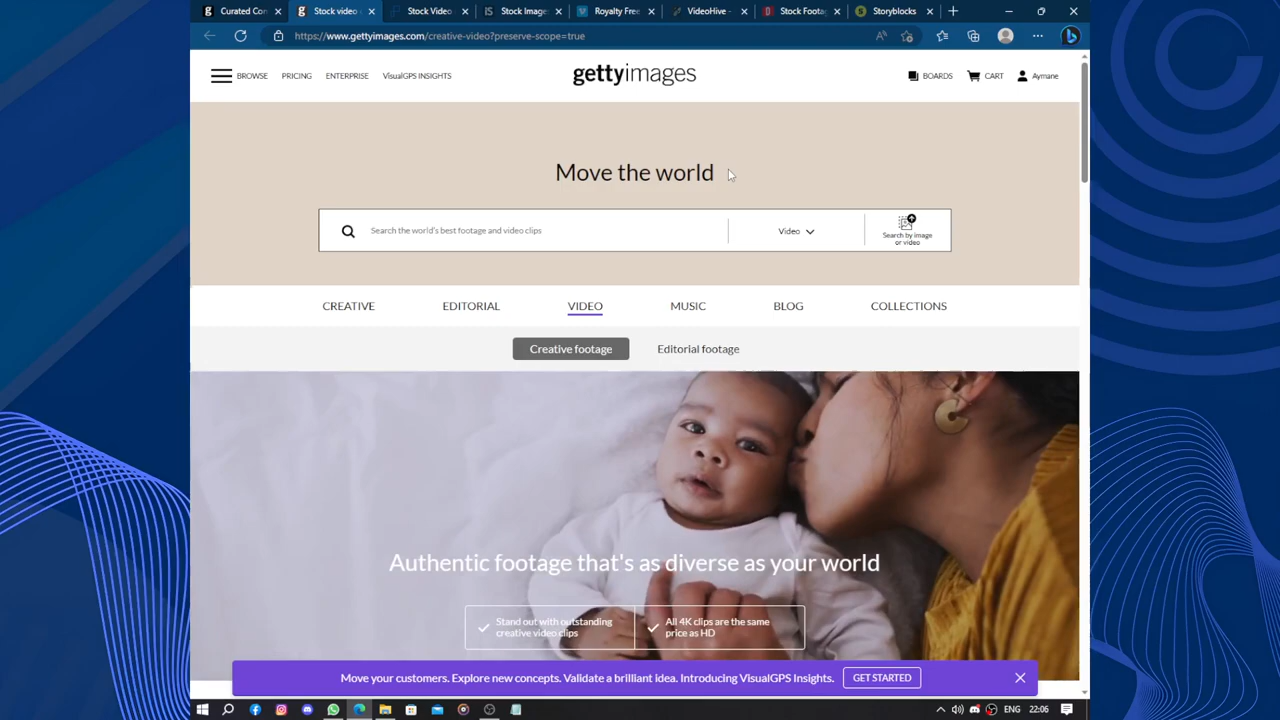 Curated Con
Stock video
Stock Video
Stock Image
Royalty Free
VideoHive -
Stock Footag
Storyblocks
https://www.gettyimages.com/creative-video?preserve-scope=true
BROWSE
PRICING
ENTERPRISE
VisualGPS INSIGHTS
gettyimages
BOARDS
CART
Aymane
Move the world
Search the world's best footage and video clips
Video
Search by image
or video
CREATIVE
EDITORIAL
VIDEO
MUSIC
BLOG
COLLECTIONS
Creative footage
Editorial footage
Authentic footage that's as diverse as your world
Stand out with outstanding
creative video clips
All 4K clips are the same
price as HD
Move your customers. Explore new concepts. Validate a brilliant idea. Introducing VisualGPS Insights.
GET STARTED
ENG
22:06